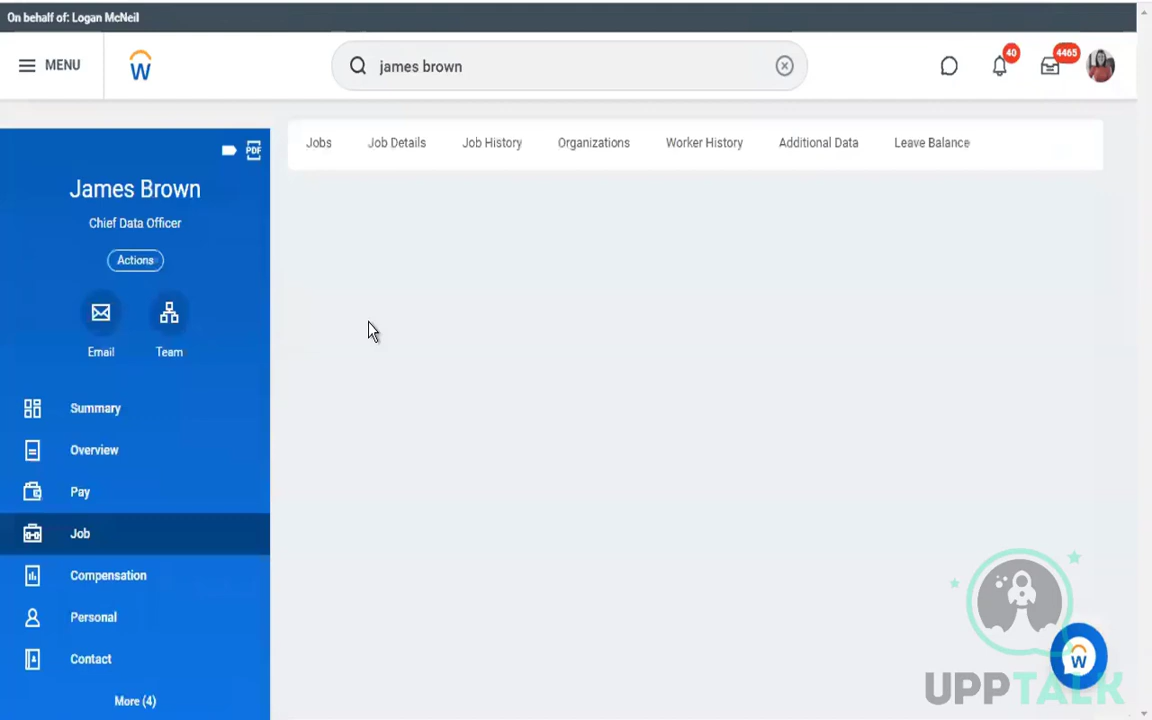 On behalf of: Logan McNeil
MENU
james brown
40
4465
PDF
James Brown
Chief Data Officer
Actions
Email
Team
Summary
Overview
Pay
Job
Compensation
Personal
Contact
More (4)
Jobs
Job Details
Job History
Organizations
Worker History
Additional Data
Leave Balance
UPPTALK